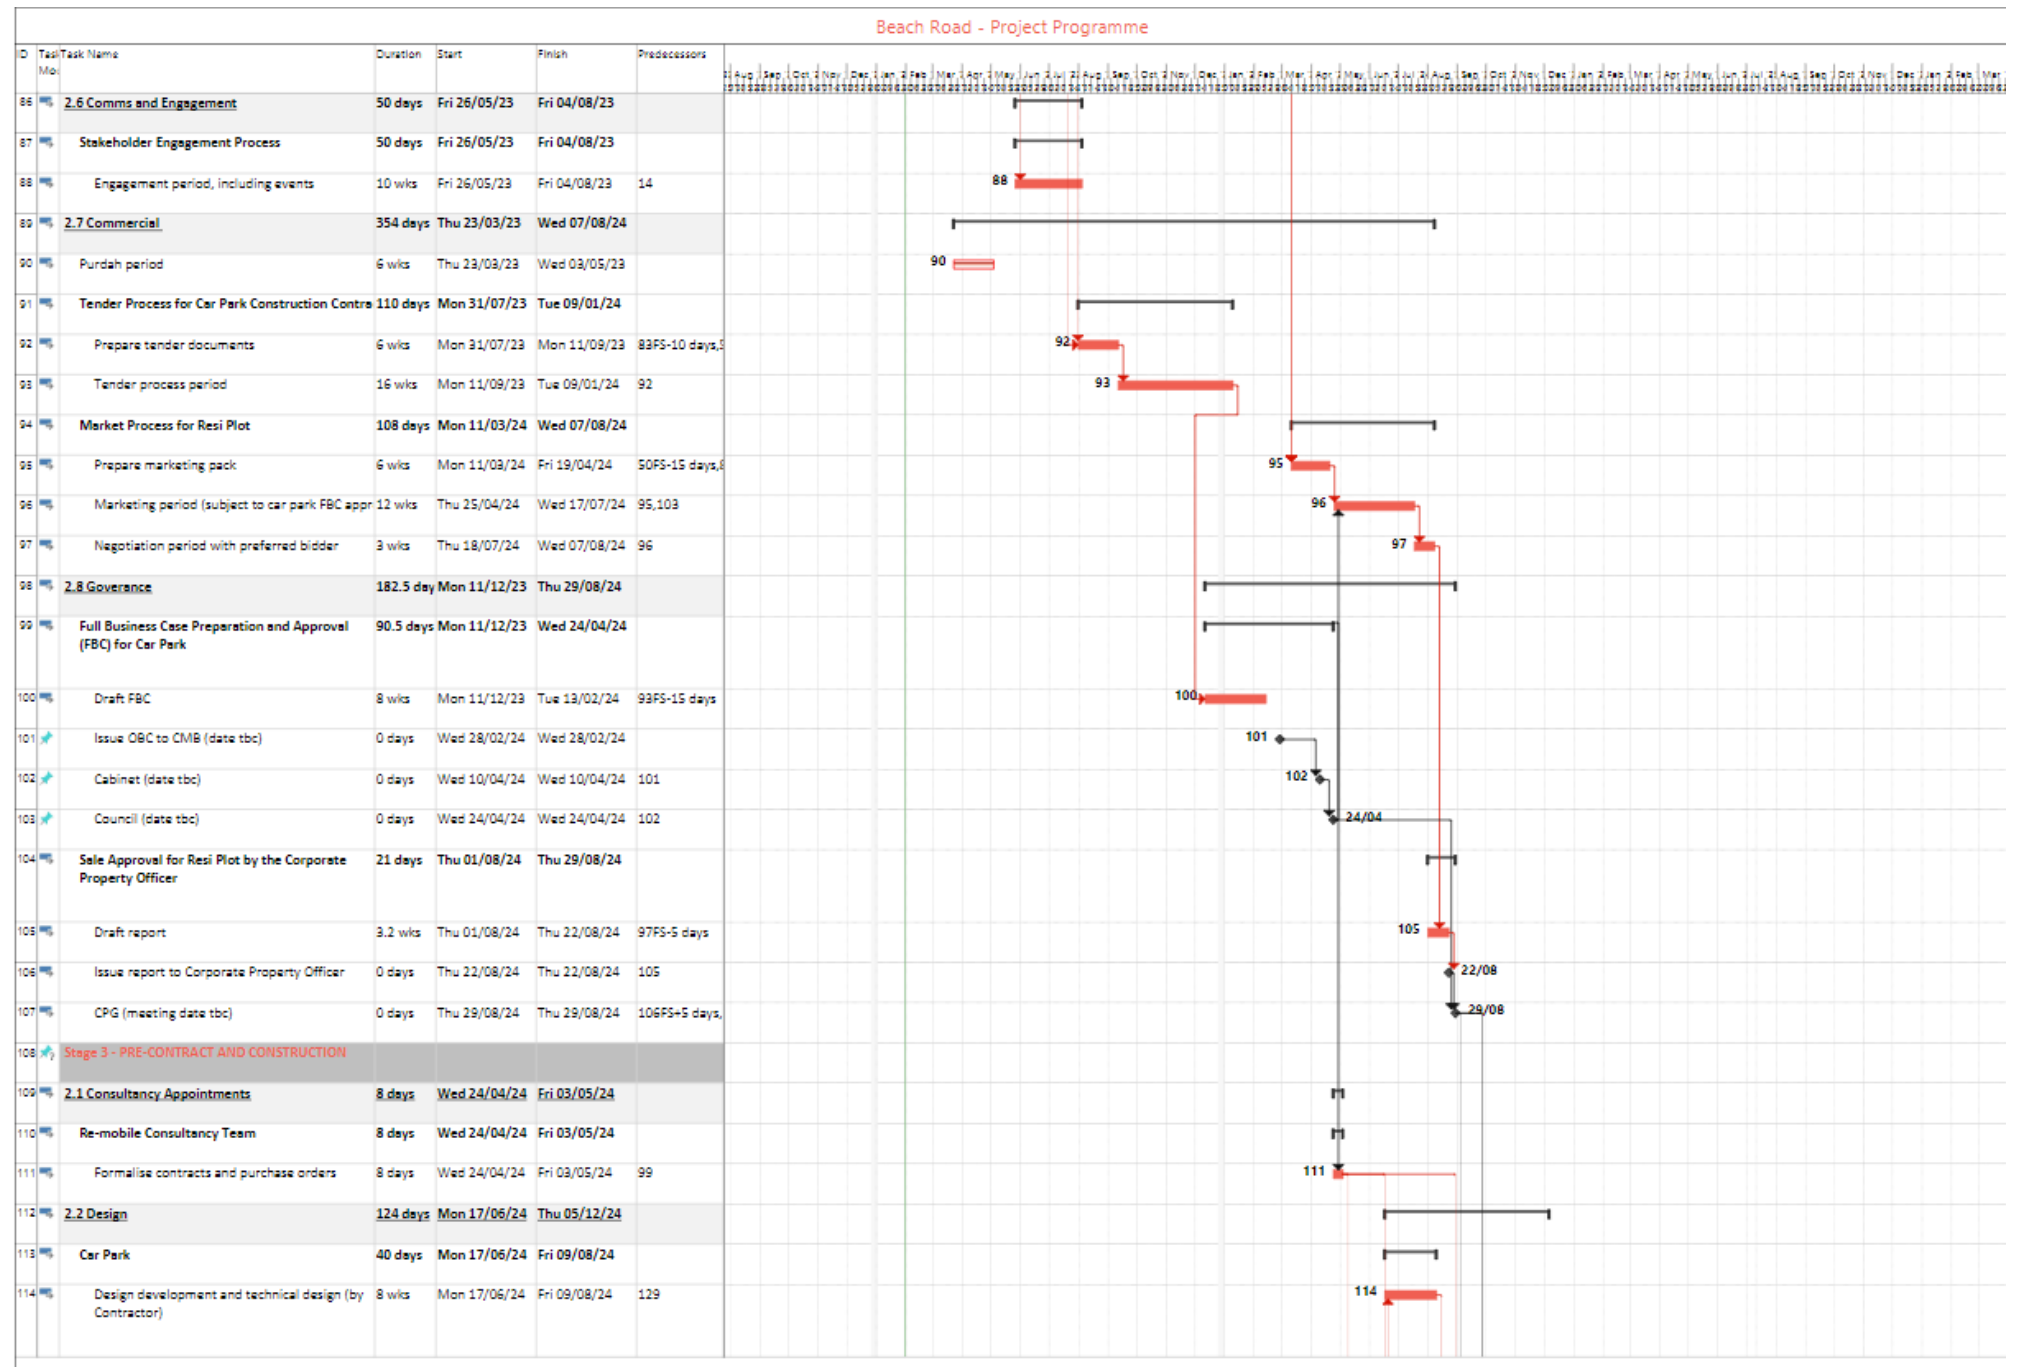 Beach Road - Project Programme
ID Task Name Duration Start Finish Predecessors
86 2.6 Comms and Engagement 50 days Fri 26/05/23 Fri 04/08/23
87 Stakeholder Engagement Process 50 days Fri 26/05/23 Fri 04/08/23
88 Engagement period, including events 10 wks Fri 26/05/23 Fri 04/08/23 14 88
89 2.7 Commercial 354 days Thu 23/03/23 Wed 07/08/24
90 Purdah period 6 wks Thu 23/03/23 Wed 03/05/23 90
91 Tender Process for Car Park Construction Contra 110 days Mon 31/07/23 Tue 09/01/24
92 Prepare tender documents 6 wks Mon 31/07/23 Mon 11/09/23 83FS-10 days, 92
93 Tender process period 16 wks Mon 11/09/23 Tue 09/01/24 92 93
94 Market Process for Resi Plot 108 days Mon 11/03/24 Wed 07/08/24
95 Prepare marketing pack 6 wks Mon 11/03/24 Fri 19/04/24 50FS-15 days, 95
96 Marketing period (subject to car park FBC appr 12 wks Thu 25/04/24 Wed 17/07/24 95,103 96
97 Negotiation period with preferred bidder 3 wks Thu 18/07/24 Wed 07/08/24 96 97
98 2.8 Goverance 182.5 day Mon 11/12/23 Thu 29/08/24
99 Full Business Case Preparation and Approval 90.5 days Mon 11/12/23 Wed 24/04/24
(FBC) for Car Park
100 Draft FBC 8 wks Mon 11/12/23 Tue 13/02/24 93FS-15 days 100
101 Issue OBC to CMB (date tbc) 0 days Wed 28/02/24 Wed 28/02/24 101
102 Cabinet (date tbc) 0 days Wed 10/04/24 Wed 10/04/24 101 102
103 Council (date tbc) 0 days Wed 24/04/24 Wed 24/04/24 102 24/04
104 Sale Approval for Resi Plot by the Corporate 21 days Thu 01/08/24 Thu 29/08/24
Property Officer
105 Draft report 3.2 wks Thu 01/08/24 Thu 22/08/24 97FS-5 days 105
106 Issue report to Corporate Property Officer 0 days Thu 22/08/24 Thu 22/08/24 105 22/08
107 CPG (meeting date tbc) 0 days Thu 29/08/24 Thu 29/08/24 106FS+5 days, 29/08
108 Stage 3 - PRE-CONTRACT AND CONSTRUCTION
109 2.1 Consultancy Appointments 8 days Wed 24/04/24 Fri 03/05/24
110 Re-mobile Consultancy Team 8 days Wed 24/04/24 Fri 03/05/24
111 Formalise contracts and purchase orders 8 days Wed 24/04/24 Fri 03/05/24 99 111
112 2.2 Design 124 days Mon 17/06/24 Thu 05/12/24
113 Car Park 40 days Mon 17/06/24 Fri 09/08/24
114 Design development and technical design (by 8 wks Mon 17/06/24 Fri 09/08/24 129 114
Contractor)